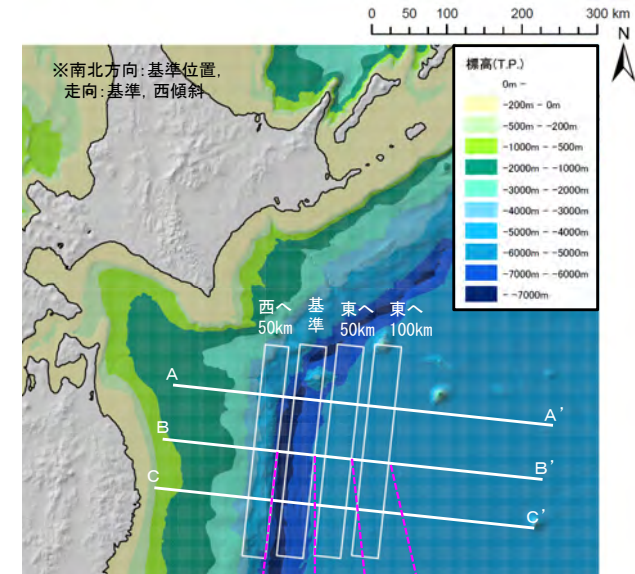 0 50 100 200 300 km
N
※南北方向:基準位置,
走向:基準, 西傾斜
標高(T.P.)
0m -
-200m - 0m
-500m - -200m
-1000m - -500m
-2000m - -1000m
-3000m - -2000m
-4000m - -3000m
-5000m - -4000m
-6000m - -5000m
-7000m - -6000m
- -7000m
西へ
50km
基
準
東へ
50km
東へ
100km
A
A'
B
B'
C
C'